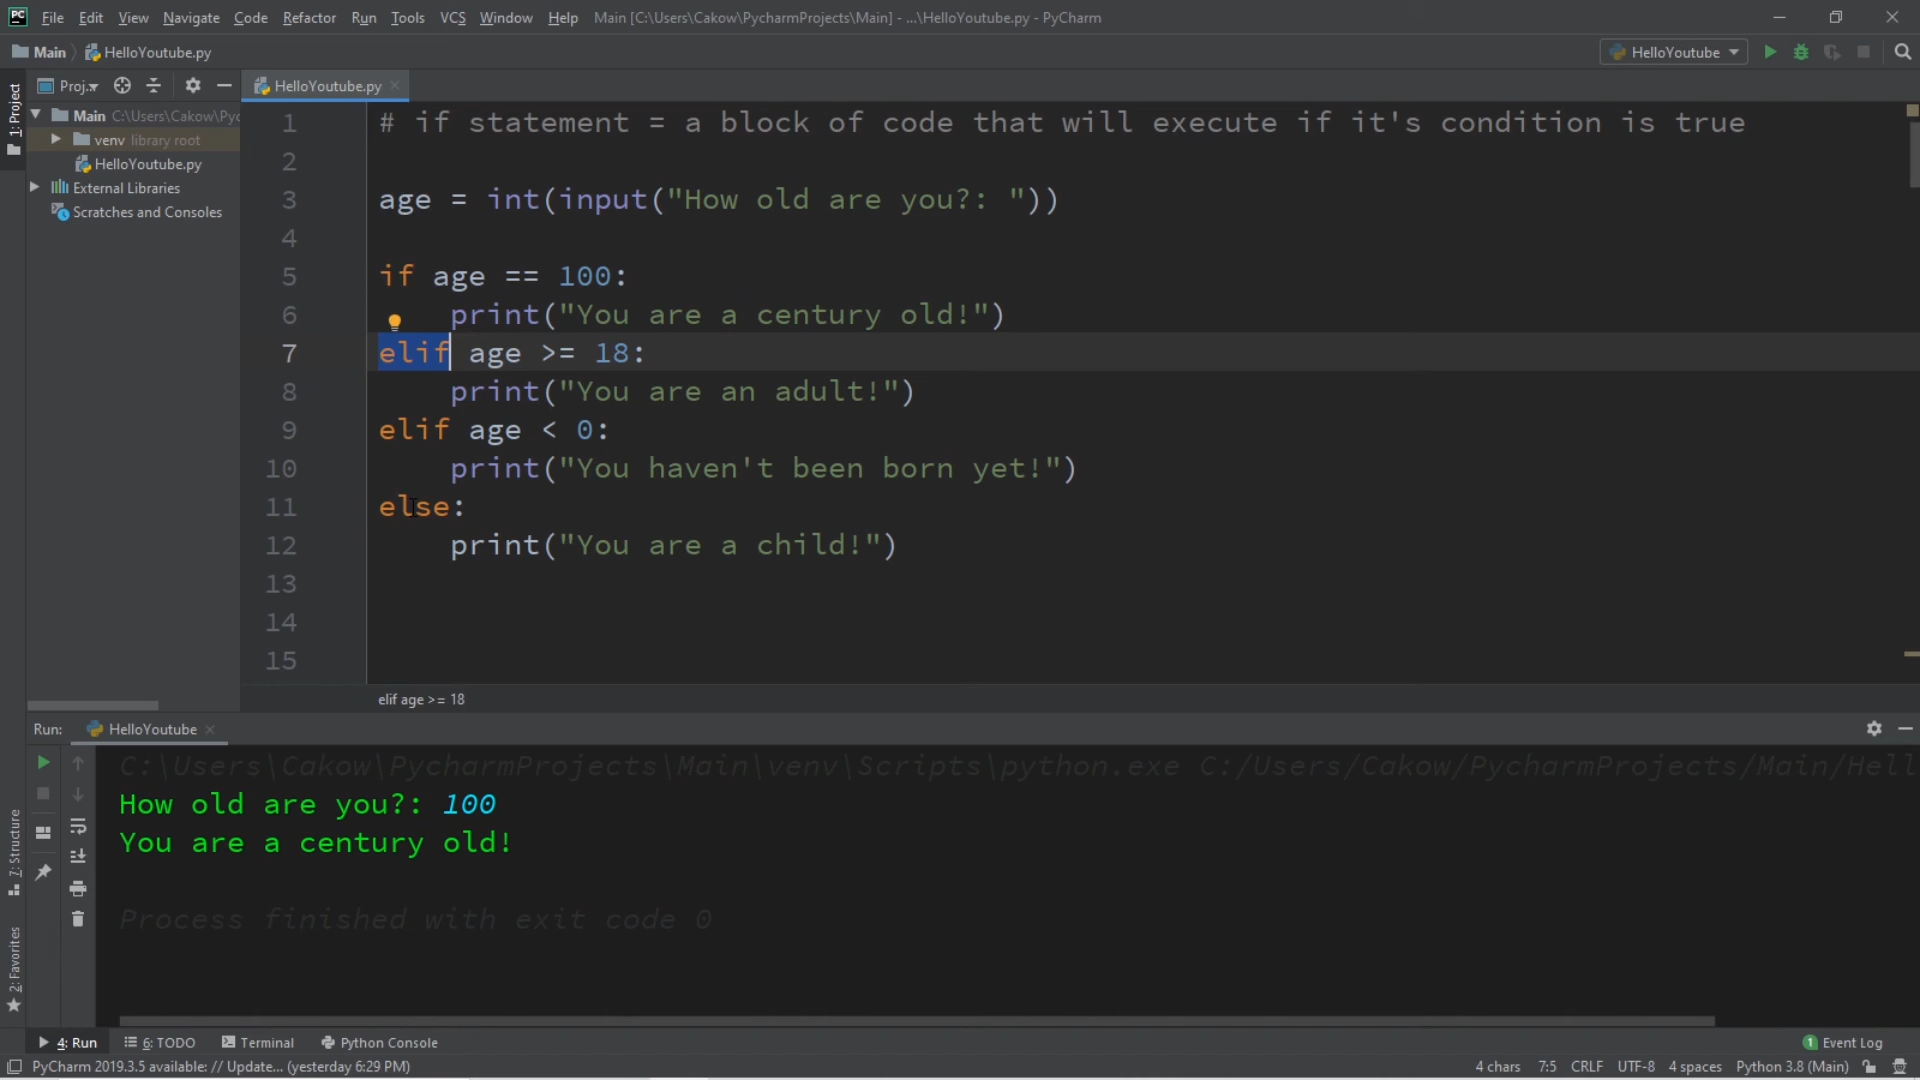 PC File Edit View Navigate Code Refactor Run Tools VCS Window Help Main [C:\Users\Cakow\PycharmProjects\Main] - ...\HelloYoutube.py - PyCharm
Main HelloYoutube.py HelloYoutube
Proj... HelloYoutube.py
1: Project
Main C:\Users\Cakow\Pyc
venv library root
HelloYoutube.py
External Libraries
Scratches and Consoles
1 # if statement = a block of code that will execute if it's condition is true
2
3 age = int(input("How old are you?: "))
4
5 if age == 100:
6 print("You are a century old!")
7 elif age >= 18:
8 print("You are an adult!")
9 elif age < 0:
10 print("You haven't been born yet!")
11 else:
12 print("You are a child!")
13
14
15
elif age >= 18
Run: HelloYoutube
C:\Users\Cakow\PycharmProjects\Main\venv\Scripts\python.exe C:/Users/Cakow/PycharmProjects/Main/Hell
How old are you?: 100
You are a century old!
Process finished with exit code 0
7: Structure
2: Favorites
4: Run 6: TODO Terminal Python Console 1 Event Log
PyCharm 2019.3.5 available: // Update... (yesterday 6:29 PM) 4 chars 7:5 CRLF UTF-8 4 spaces Python 3.8 (Main)